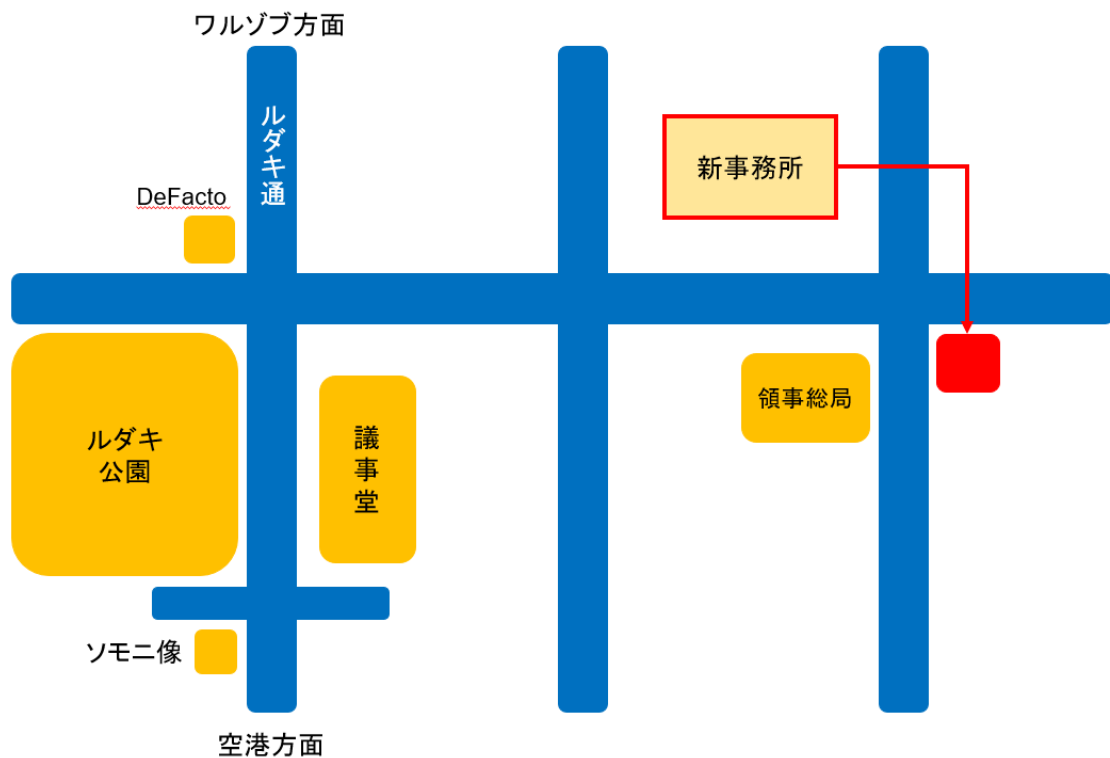 ワルゾブ方面
ルダキ通
DeFacto
新事務所
領事総局
ルダキ
公園
議事堂
ソモニ像
空港方面